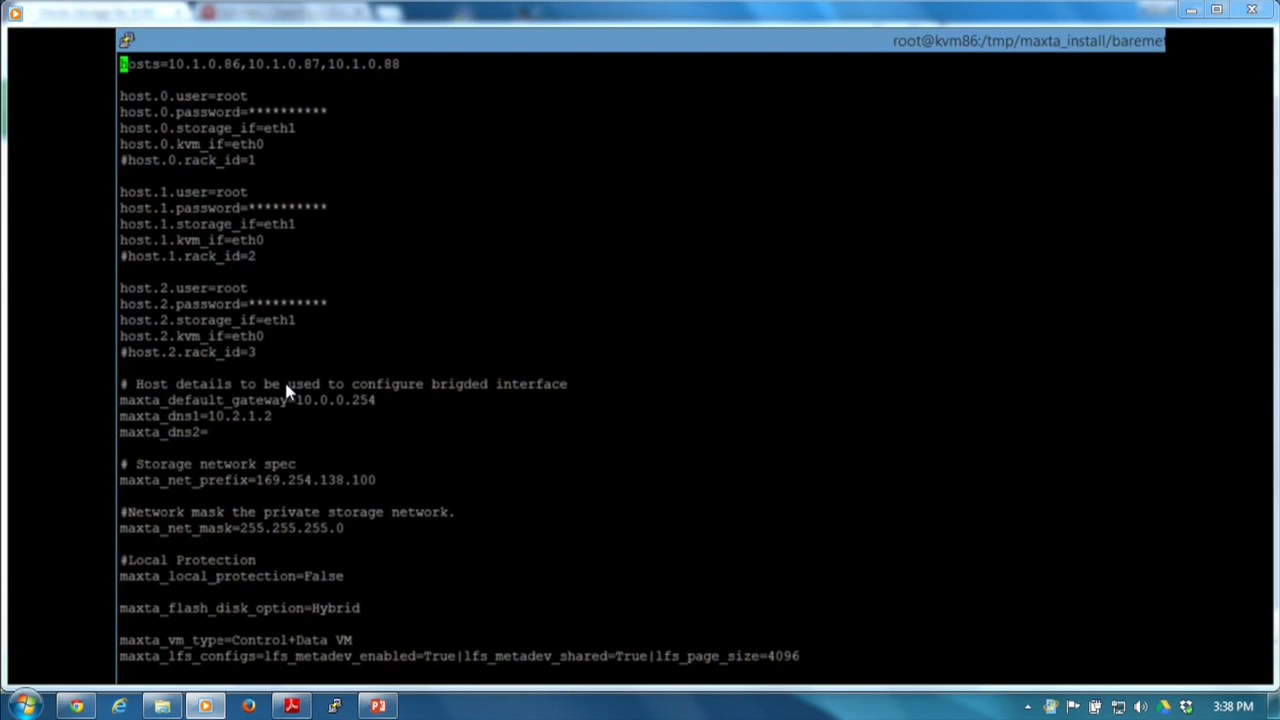 root@kvm86:/tmp/maxta_install/baremet
hosts=10.1.0.86,10.1.0.87,10.1.0.88
host.0.user=root
host.0.password=**********
host.0.storage_if=eth1
host.0.kvm_if=eth0
#host.0.rack_id=1
host.1.user=root
host.1.password=**********
host.1.storage_if=eth1
host.1.kvm_if=eth0
#host.1.rack_id=2
host.2.user=root
host.2.password=**********
host.2.storage_if=eth1
host.2.kvm_if=eth0
#host.2.rack_id=3
# Host details to be used to configure brigded interface
maxta_default_gateway=10.0.0.254
maxta_dns1=10.2.1.2
maxta_dns2=
# Storage network spec
maxta_net_prefix=169.254.138.100
#Network mask the private storage network.
maxta_net_mask=255.255.255.0
#Local Protection
maxta_local_protection=False
maxta_flash_disk_option=Hybrid
maxta_vm_type=Control+Data VM
maxta_lfs_configs=lfs_metadev_enabled=True|lfs_metadev_shared=True|lfs_page_size=4096
3:38 PM